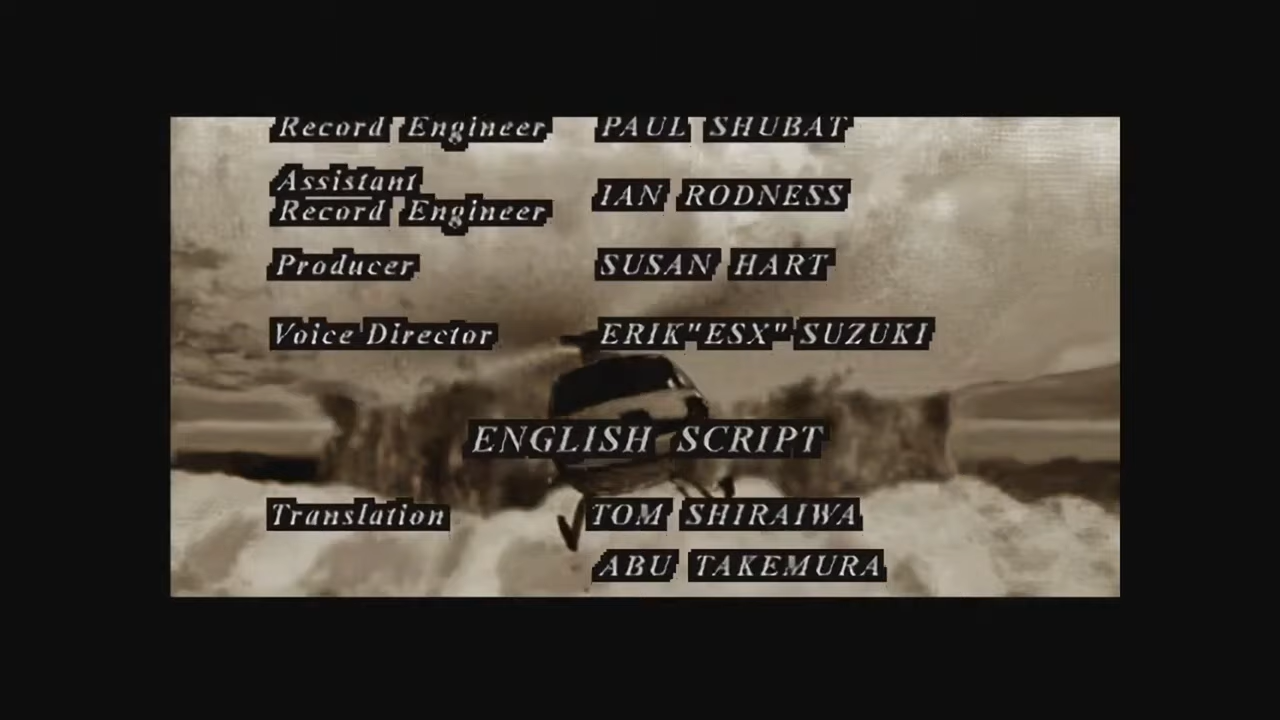 Record Engineer PAUL SHUBAT
Assistant
Record Engineer IAN RODNESS
Producer SUSAN HART
Voice Director ERIK"ESX" SUZUKI
ENGLISH SCRIPT
Translation TOM SHIRAIWA
ABU TAKEMURA